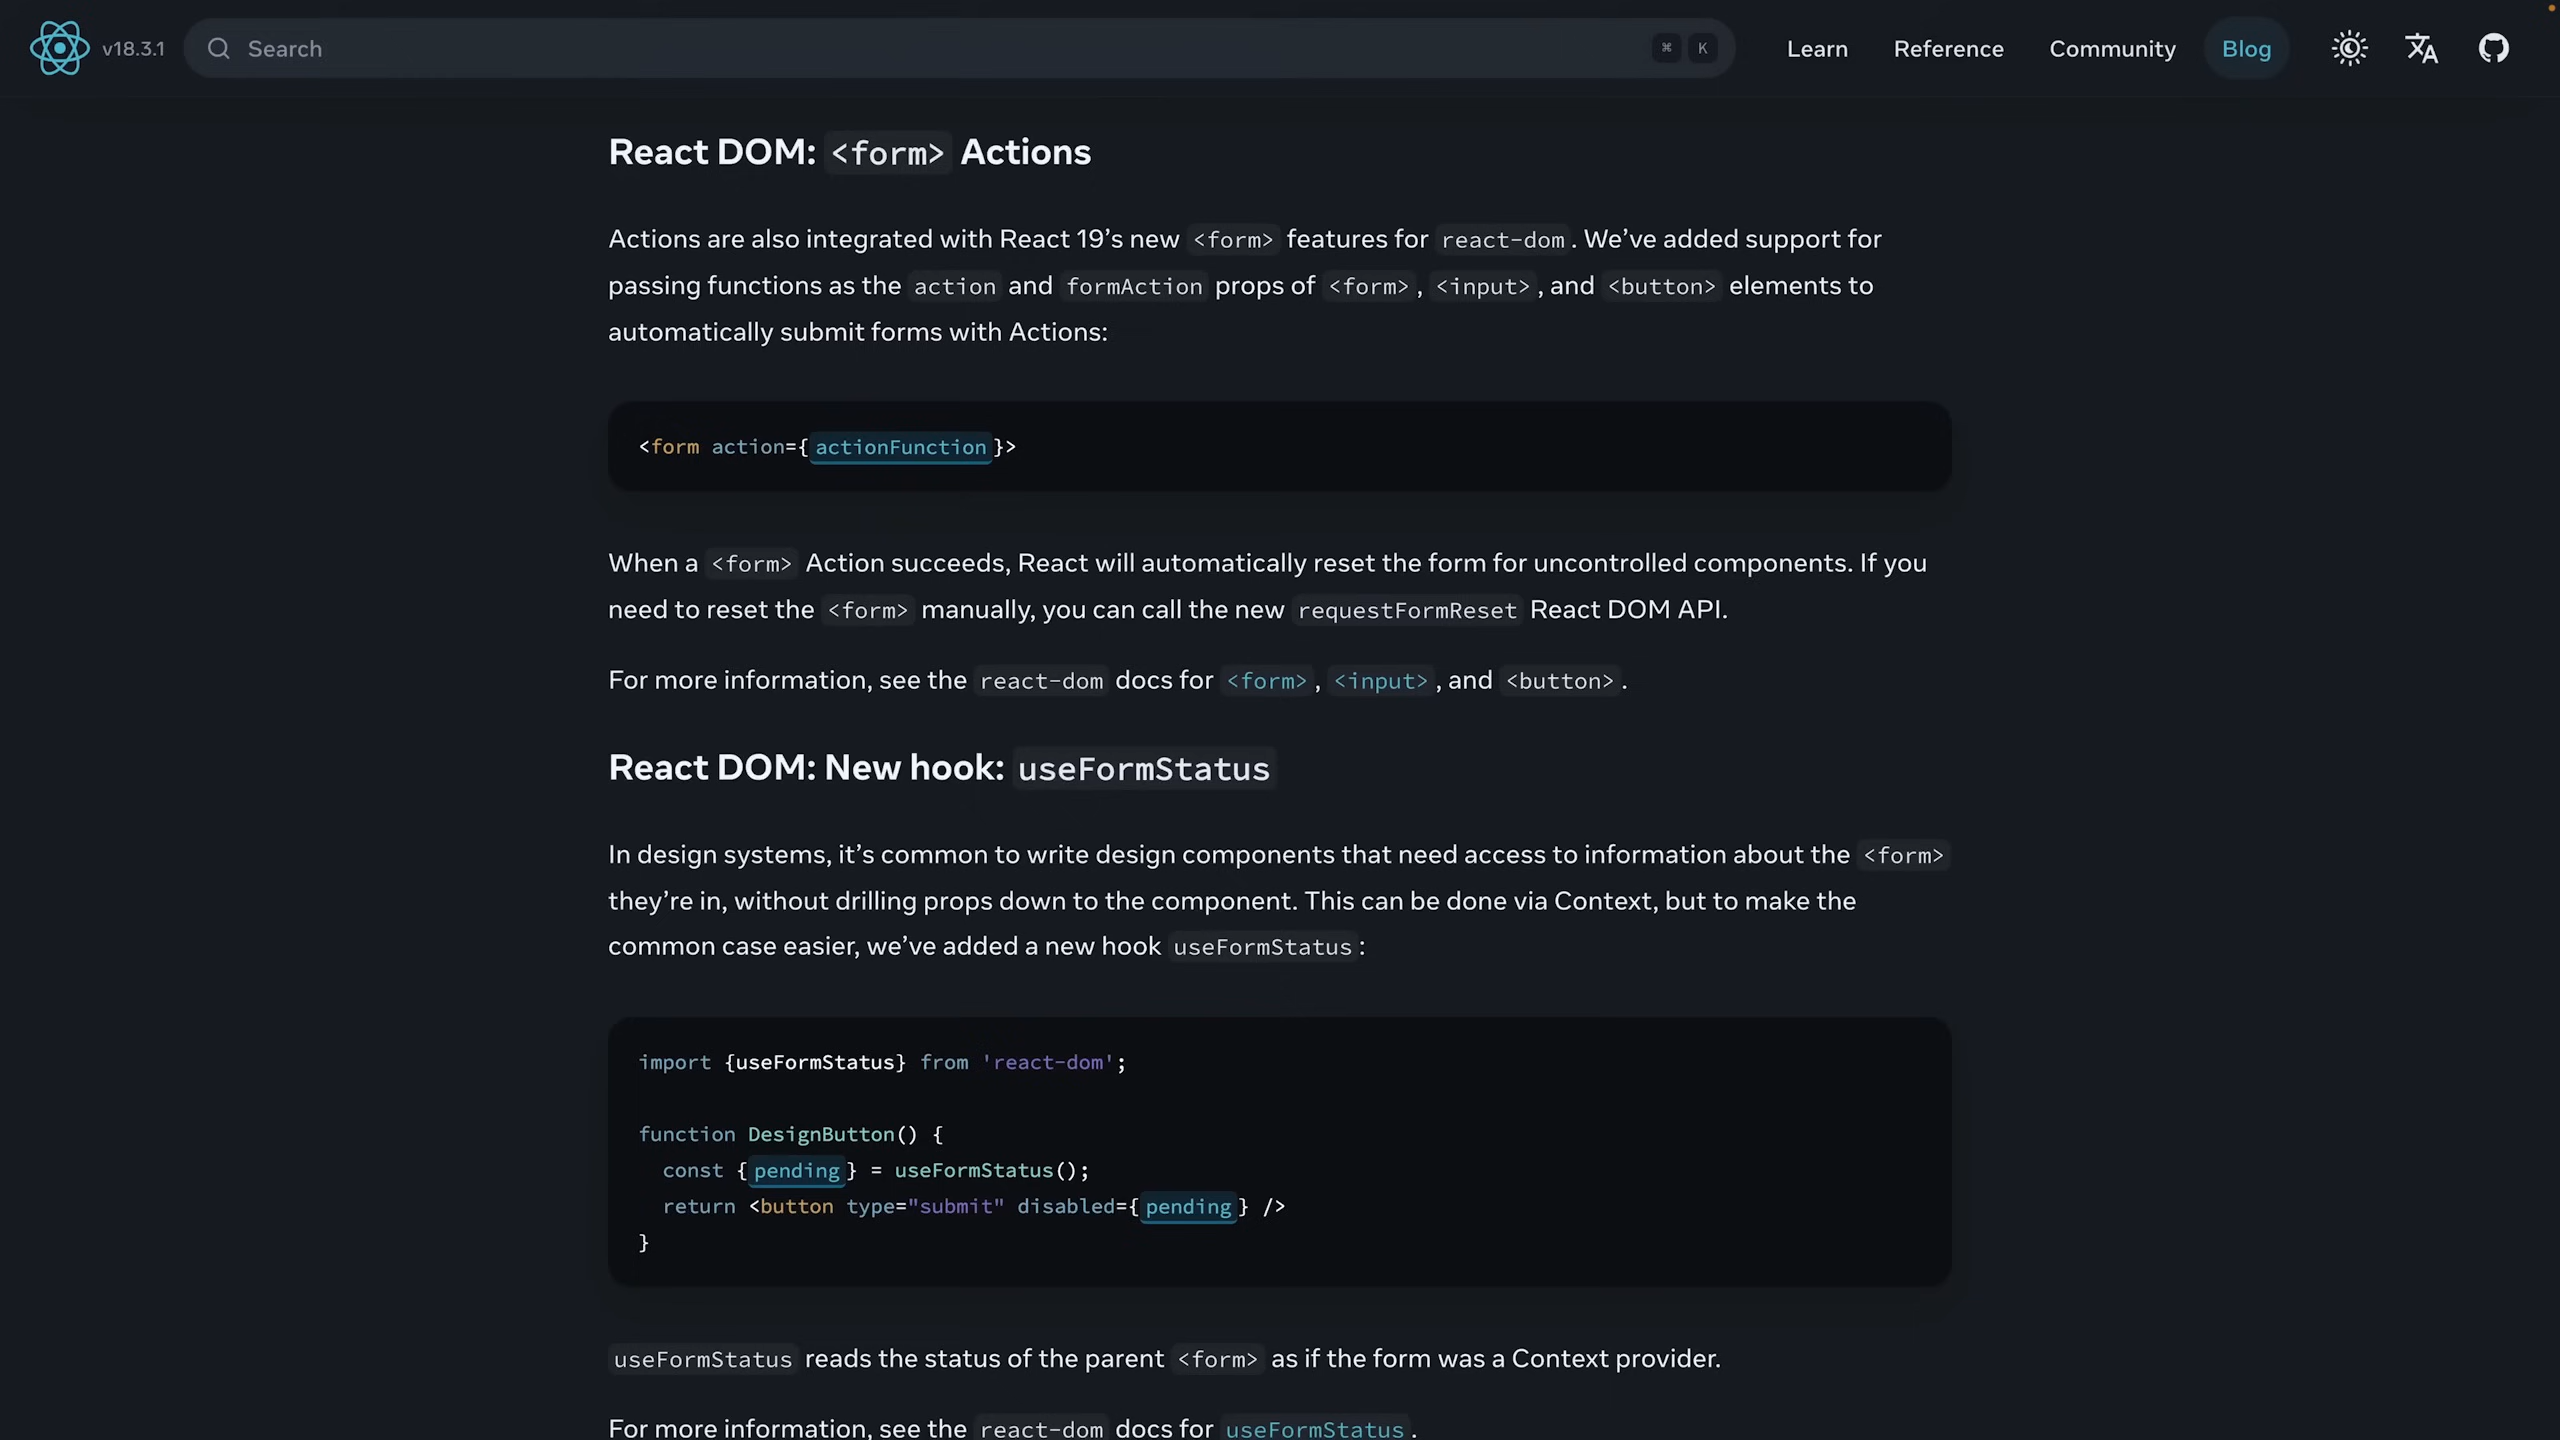 v18.3.1
Search
⌘ K
Learn
Reference
Community
Blog
React DOM: <form> Actions
Actions are also integrated with React 19’s new <form> features for react-dom. We’ve added support for
passing functions as the action and formAction props of <form>, <input>, and <button> elements to
automatically submit forms with Actions:
<form action={actionFunction}>
When a <form> Action succeeds, React will automatically reset the form for uncontrolled components. If you
need to reset the <form> manually, you can call the new requestFormReset React DOM API.
For more information, see the react-dom docs for <form>, <input>, and <button>.
React DOM: New hook: useFormStatus
In design systems, it’s common to write design components that need access to information about the <form>
they’re in, without drilling props down to the component. This can be done via Context, but to make the
common case easier, we’ve added a new hook useFormStatus:
import {useFormStatus} from 'react-dom';
function DesignButton() {
  const {pending} = useFormStatus();
  return <button type="submit" disabled={pending} />
}
useFormStatus reads the status of the parent <form> as if the form was a Context provider.
For more information, see the react-dom docs for useFormStatus.